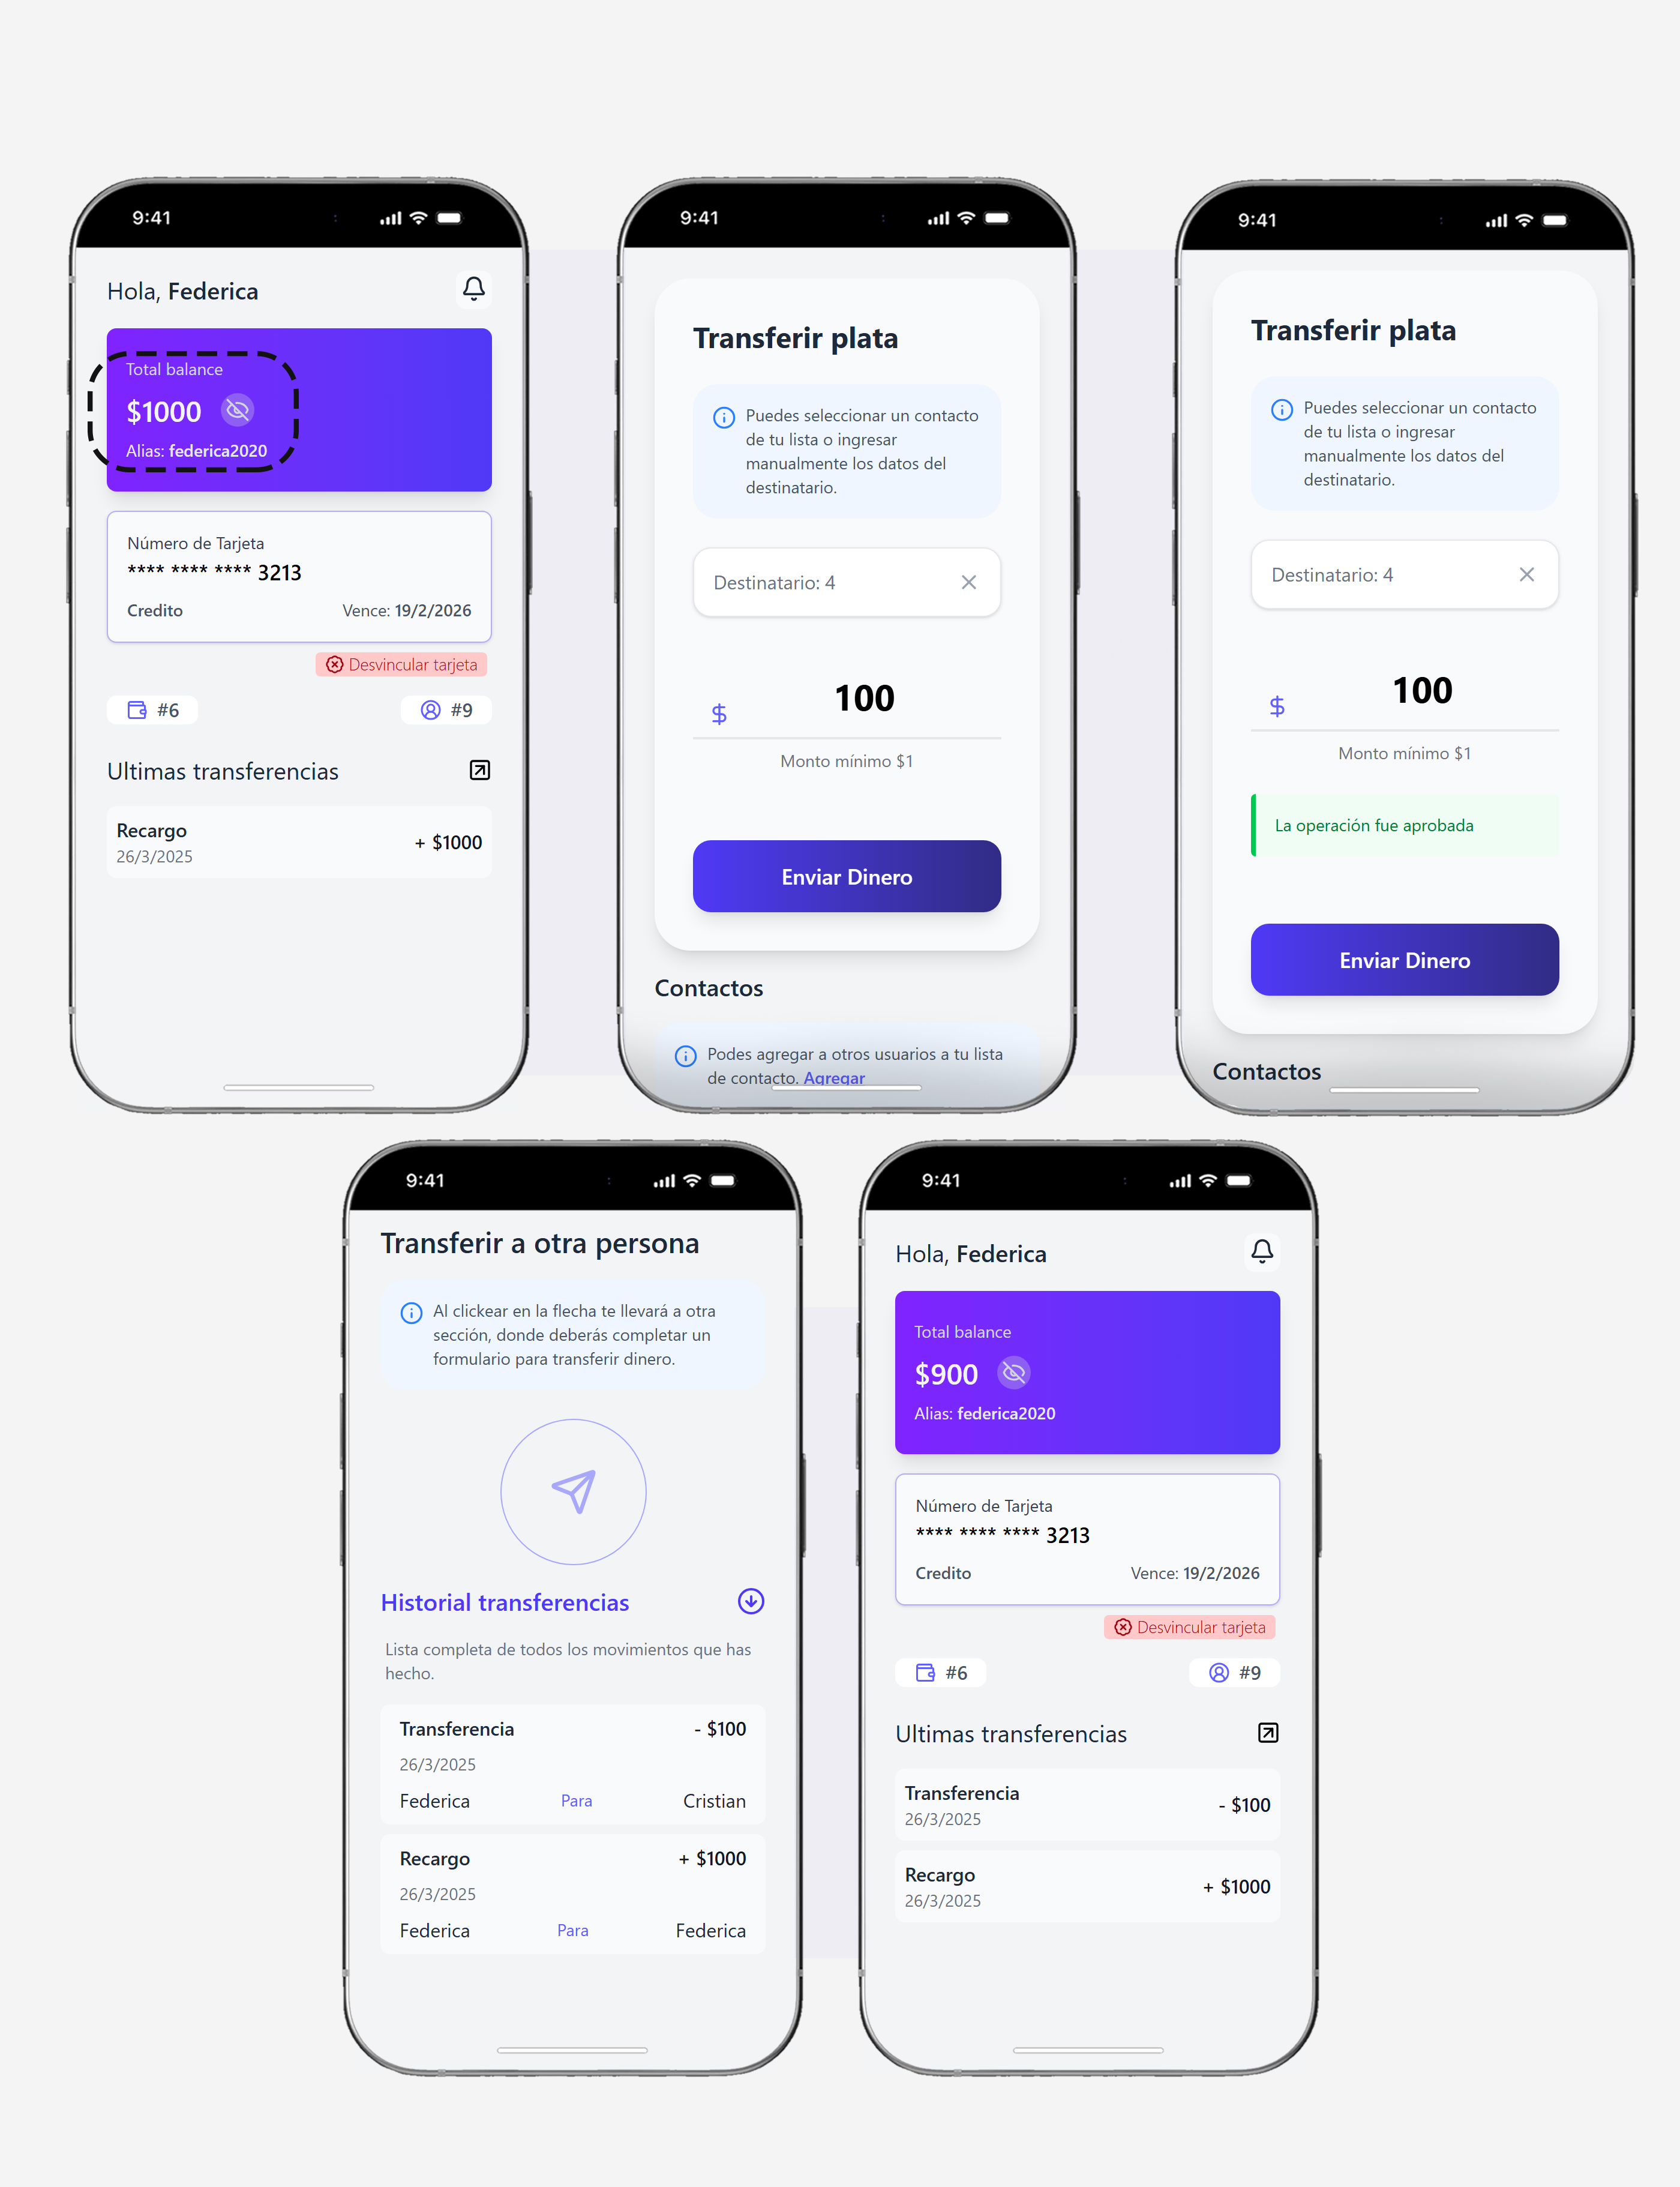 9:41
Hola, Federica
Total balance
$1000
Alias: federica2020
Número de Tarjeta
**** **** **** 3213
Credito Vence: 19/2/2026
Desvincular tarjeta
#6 #9
Ultimas transferencias
Recargo
26/3/2025
+ $1000
9:41
Transferir plata
Puedes seleccionar un contacto
de tu lista o ingresar
manualmente los datos del
destinatario.
Destinatario: 4
$ 100
Monto mínimo $1
Enviar Dinero
Contactos
Podes agregar a otros usuarios a tu lista
de contacto. Agregar
9:41
Transferir plata
Puedes seleccionar un contacto
de tu lista o ingresar
manualmente los datos del
destinatario.
Destinatario: 4
$ 100
Monto mínimo $1
La operación fue aprobada
Enviar Dinero
Contactos
9:41
Transferir a otra persona
Al clickear en la flecha te llevará a otra
sección, donde deberás completar un
formulario para transferir dinero.
Historial transferencias
Lista completa de todos los movimientos que has
hecho.
Transferencia - $100
26/3/2025
Federica Para Cristian
Recargo + $1000
26/3/2025
Federica Para Federica
9:41
Hola, Federica
Total balance
$900
Alias: federica2020
Número de Tarjeta
**** **** **** 3213
Credito Vence: 19/2/2026
Desvincular tarjeta
#6 #9
Ultimas transferencias
Transferencia
26/3/2025
- $100
Recargo
26/3/2025
+ $1000